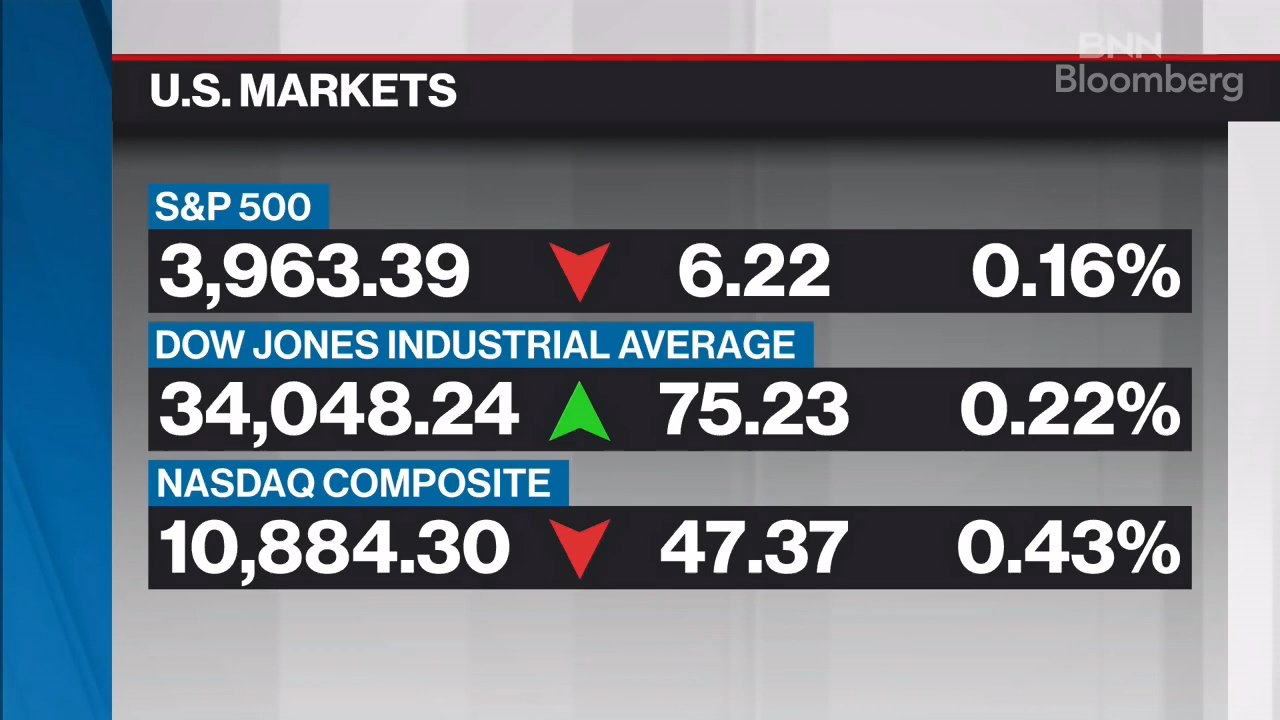 BNN
Bloomberg
U.S. MARKETS
S&P 500
3,963.39 6.22 0.16%
DOW JONES INDUSTRIAL AVERAGE
34,048.24 75.23 0.22%
NASDAQ COMPOSITE
10,884.30 47.37 0.43%